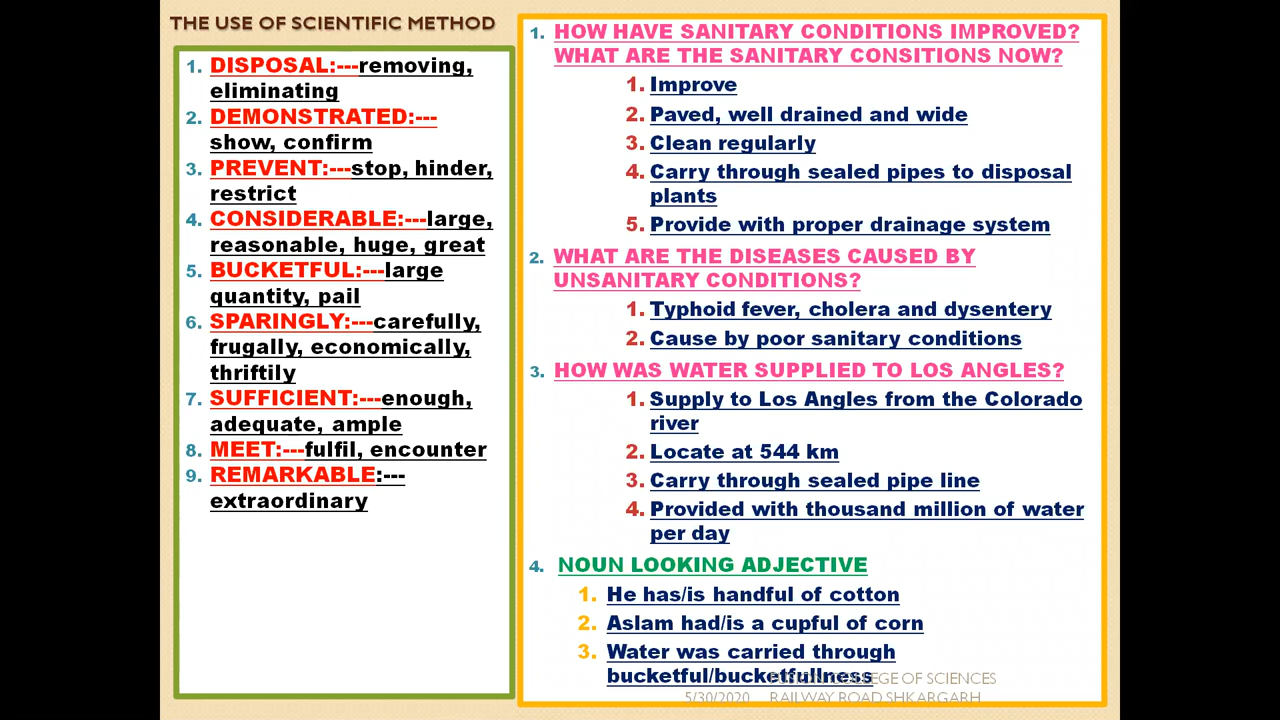 THE USE OF SCIENTIFIC METHOD
1. DISPOSAL:---removing,
eliminating
2. DEMONSTRATED:---
show, confirm
3. PREVENT:---stop, hinder,
restrict
4. CONSIDERABLE:---large,
reasonable, huge, great
5. BUCKETFUL:---large
quantity, pail
6. SPARINGLY:---carefully,
frugally, economically,
thriftily
7. SUFFICIENT:---enough,
adequate, ample
8. MEET:---fulfil, encounter
9. REMARKABLE:---
extraordinary
1. HOW HAVE SANITARY CONDITIONS IMPROVED?
WHAT ARE THE SANITARY CONSITIONS NOW?
1. Improve
2. Paved, well drained and wide
3. Clean regularly
4. Carry through sealed pipes to disposal
plants
5. Provide with proper drainage system
2. WHAT ARE THE DISEASES CAUSED BY
UNSANITARY CONDITIONS?
1. Typhoid fever, cholera and dysentery
2. Cause by poor sanitary conditions
3. HOW WAS WATER SUPPLIED TO LOS ANGLES?
1. Supply to Los Angles from the Colorado
river
2. Locate at 544 km
3. Carry through sealed pipe line
4. Provided with thousand million of water
per day
4. NOUN LOOKING ADJECTIVE
1. He has/is handful of cotton
2. Aslam had/is a cupful of corn
3. Water was carried through
bucketful/bucketfullness
COLLEGE OF SCIENCES
5/30/2020 RAILWAY ROAD SHKARGARH